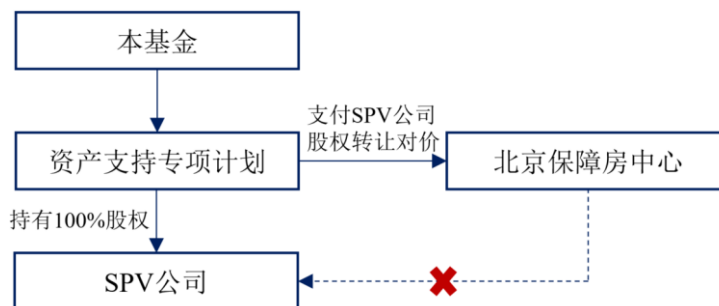 本基金
支付SPV公司
股权转让对价
资产支持专项计划
北京保障房中心
持有100%股权
SPV公司